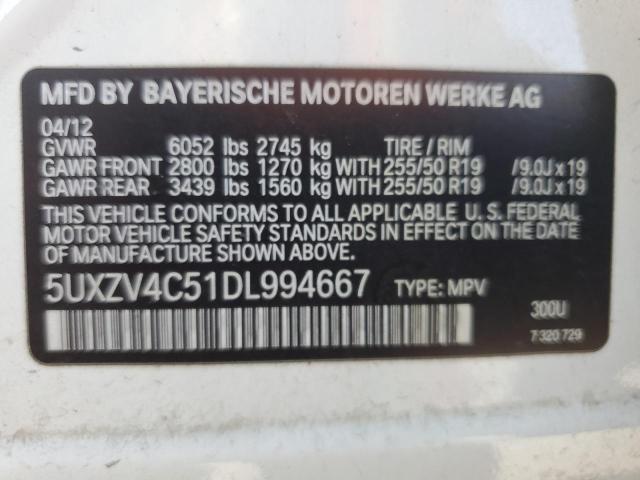 MFD BY BAYERISCHE MOTOREN WERKE AG
04/12
GVWR 6052 lbs 2745 kg TIRE / RIM
GAWR FRONT 2800 lbs 1270 kg WITH 255/50 R19 /9.0J x 19
GAWR REAR 3439 lbs 1560 kg WITH 255/50 R19 /9.0J x 19
THIS VEHICLE CONFORMS TO ALL APPLICABLE U. S. FEDERAL
MOTOR VEHICLE SAFETY STANDARDS IN EFFECT ON THE DATE
OF MANUFACTURE SHOWN ABOVE.
5UXZV4C51DL994667 TYPE: MPV 300U
7 320 729